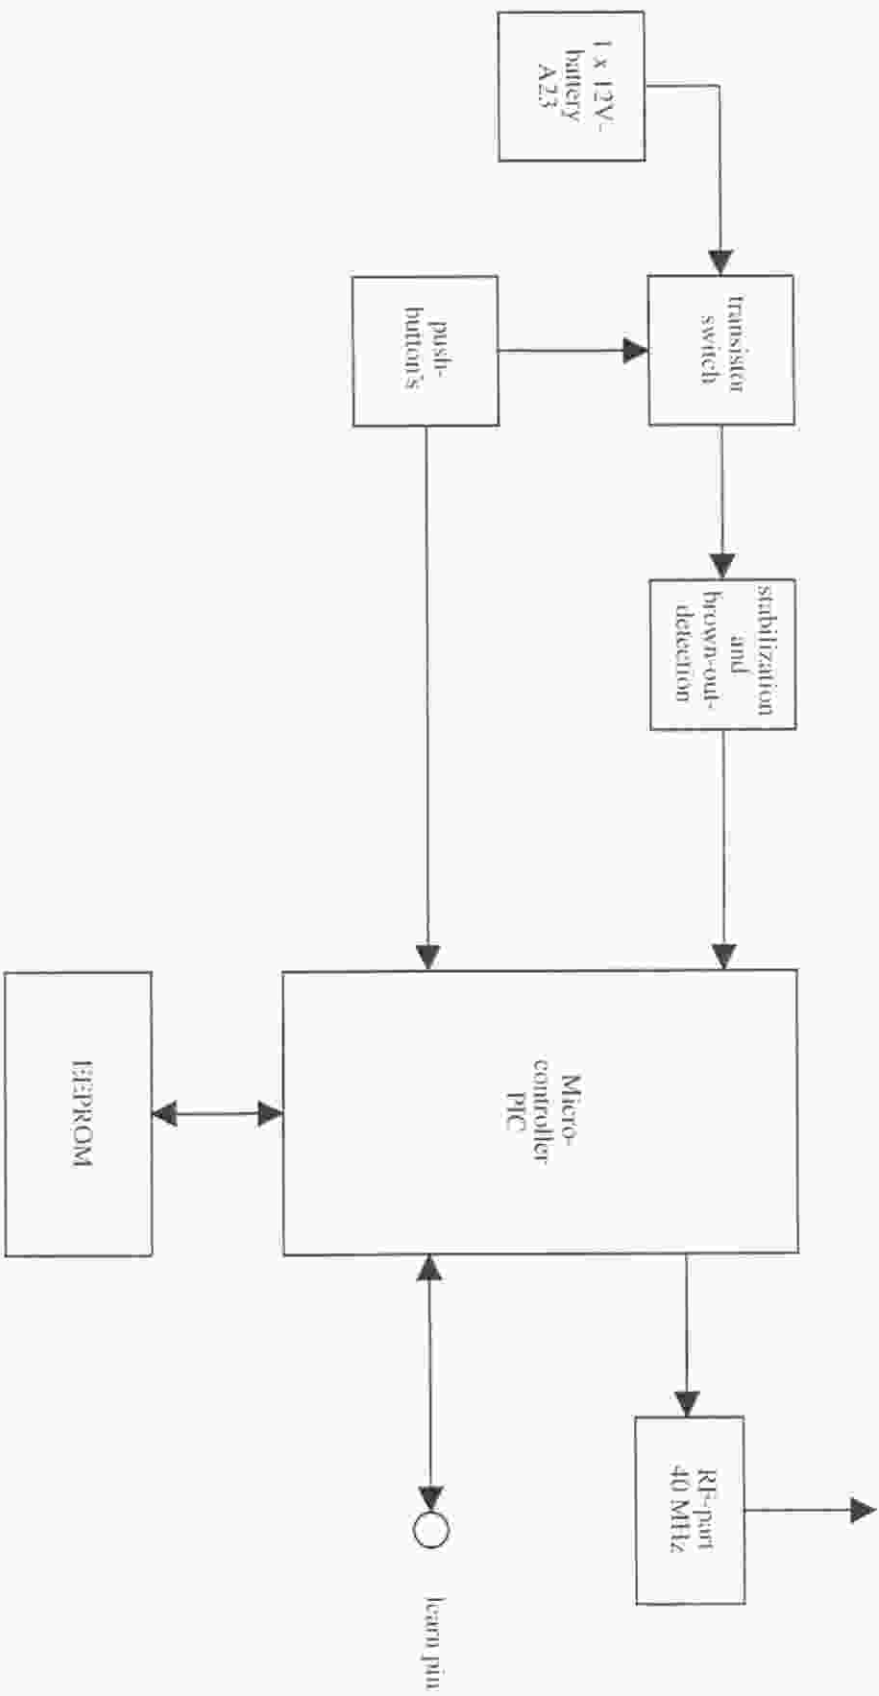 1 x 12V-
battery
A23
transistor
switch
push-
button's
stabilization
and
brown-out-
detection
Micro-
controller
PIC
EEPROM
RF-part
40 MHz
learn pin